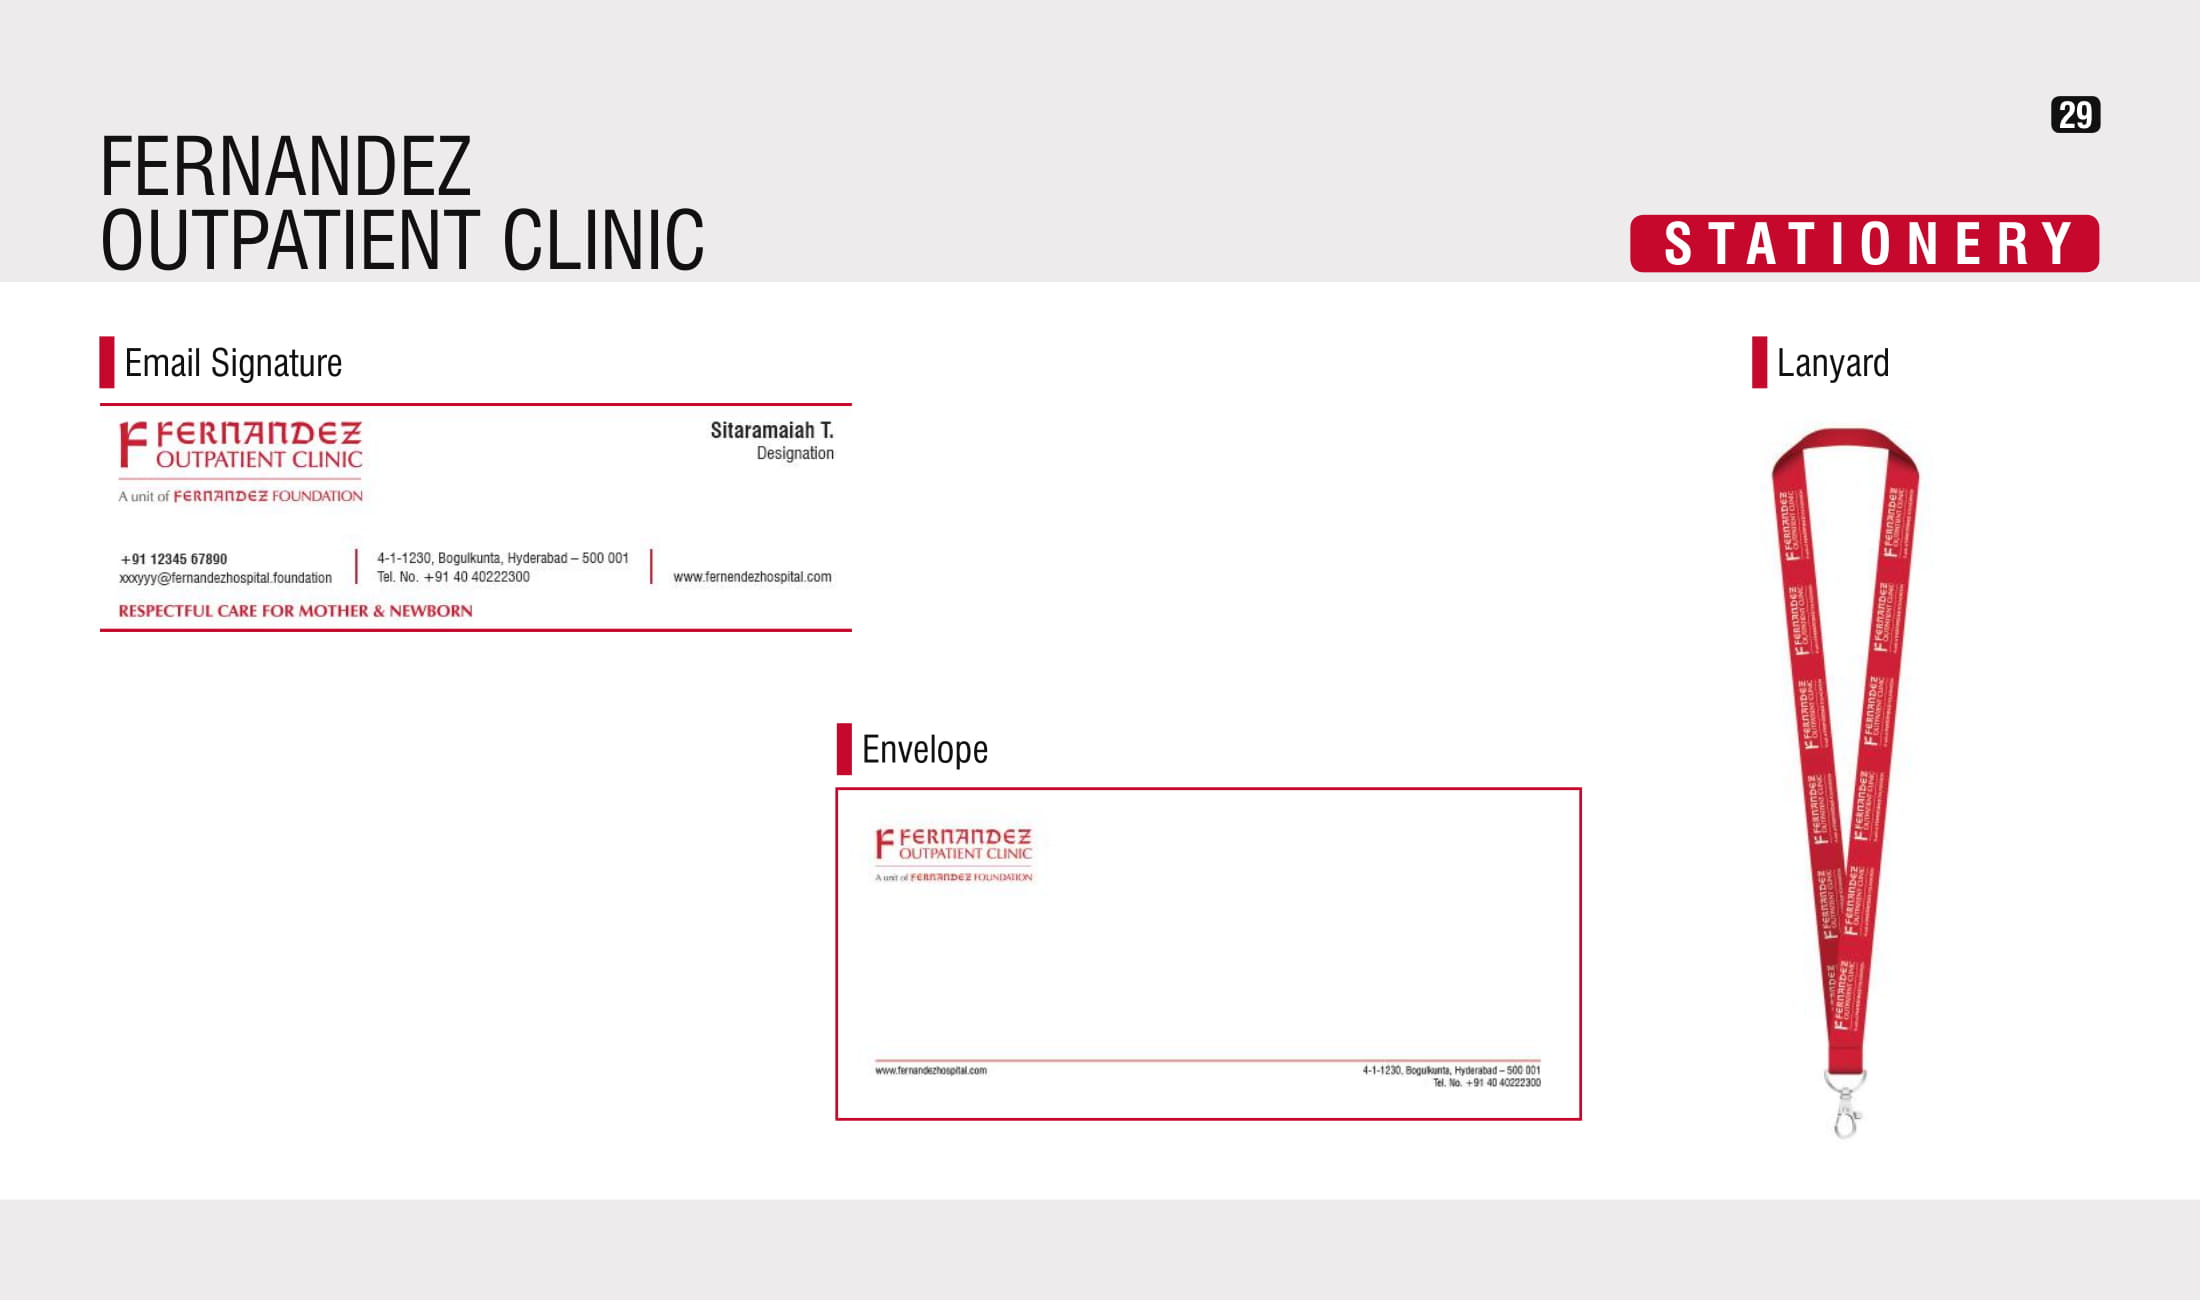 29
FERNANDEZ
OUTPATIENT CLINIC
STATIONERY
Email Signature
F FERNANDEZ
OUTPATIENT CLINIC
A unit of FERNANDEZ FOUNDATION
Sitaramaiah T.
Designation
+91 12345 67890
xxxyyy@fernandezhospital.foundation
4-1-1230, Bogulkunta, Hyderabad – 500 001
Tel. No. +91 40 40222300
www.fernendezhospital.com
RESPECTFUL CARE FOR MOTHER & NEWBORN
Envelope
F FERNANDEZ
OUTPATIENT CLINIC
A unit of FERNANDEZ FOUNDATION
www.fernandezhospital.com
4-1-1230, Bogulkunta, Hyderabad – 500 001
Tel. No. +91 40 40222300
Lanyard
F FERNANDEZ
OUTPATIENT CLINIC
F FERNANDEZ
OUTPATIENT CLINIC
F FERNANDEZ
OUTPATIENT CLINIC
F FERNANDEZ
OUTPATIENT CLINIC
F FERNANDEZ
OUTPATIENT CLINIC
F FERNANDEZ
OUTPATIENT CLINIC
F FERNANDEZ
OUTPATIENT CLINIC
F FERNANDEZ
OUTPATIENT CLINIC
F FERNANDEZ
OUTPATIENT CLINIC
F FERNANDEZ
OUTPATIENT CLINIC
F FERNANDEZ
OUTPATIENT CLINIC